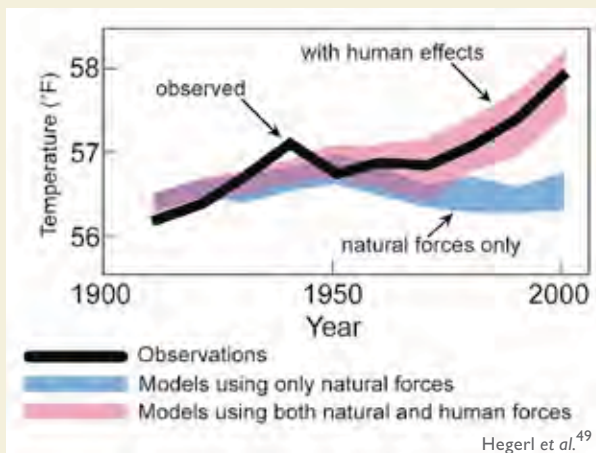 58
57
56
Temperature (°F)
observed
with human effects
natural forces only
1900
1950
2000
Year
Observations
Models using only natural forces
Models using both natural and human forces
Hegerl et al.49